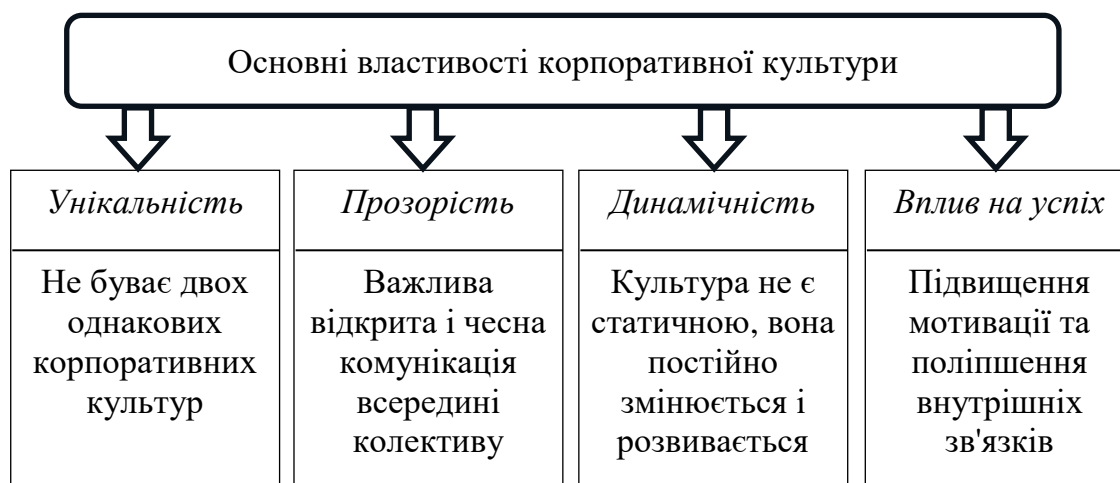 Основні властивості корпоративної культури
Унікальність
Не буває двох
однакових
корпоративних
культур
Прозорість
Важлива
відкрита і чесна
комунікація
всередині
колективу
Динамічність
Культура не є
статичною, вона
постійно
змінюється і
розвивається
Вплив на успіх
Підвищення
мотивації та
поліпшення
внутрішніх
зв'язків